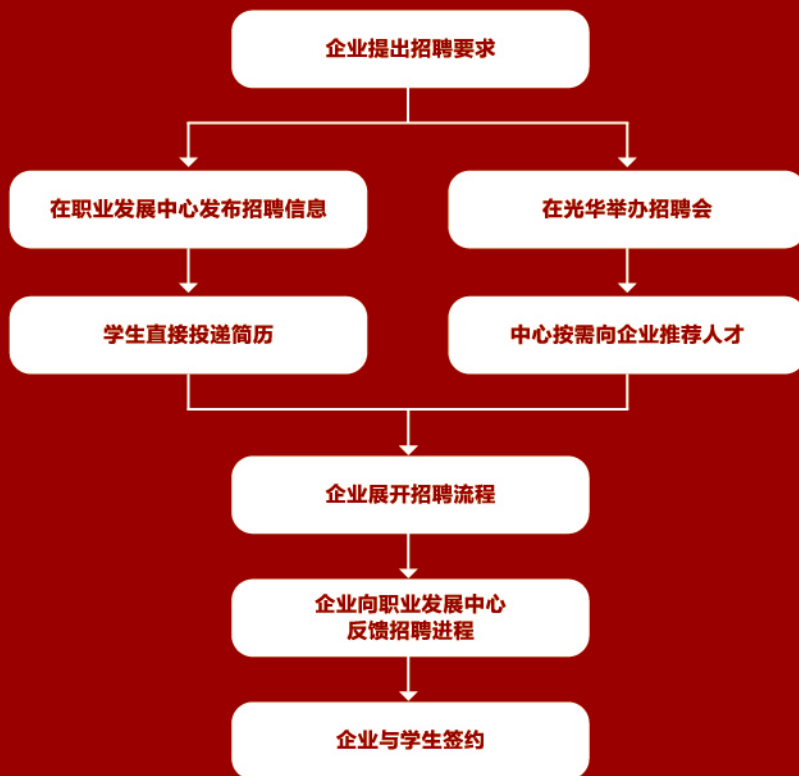 企业提出招聘要求
在职业发展中心发布招聘信息
在光华举办招聘会
学生直接投递简历
中心按需向企业推荐人才
企业展开招聘流程
企业向职业发展中心
反馈招聘进程
企业与学生签约